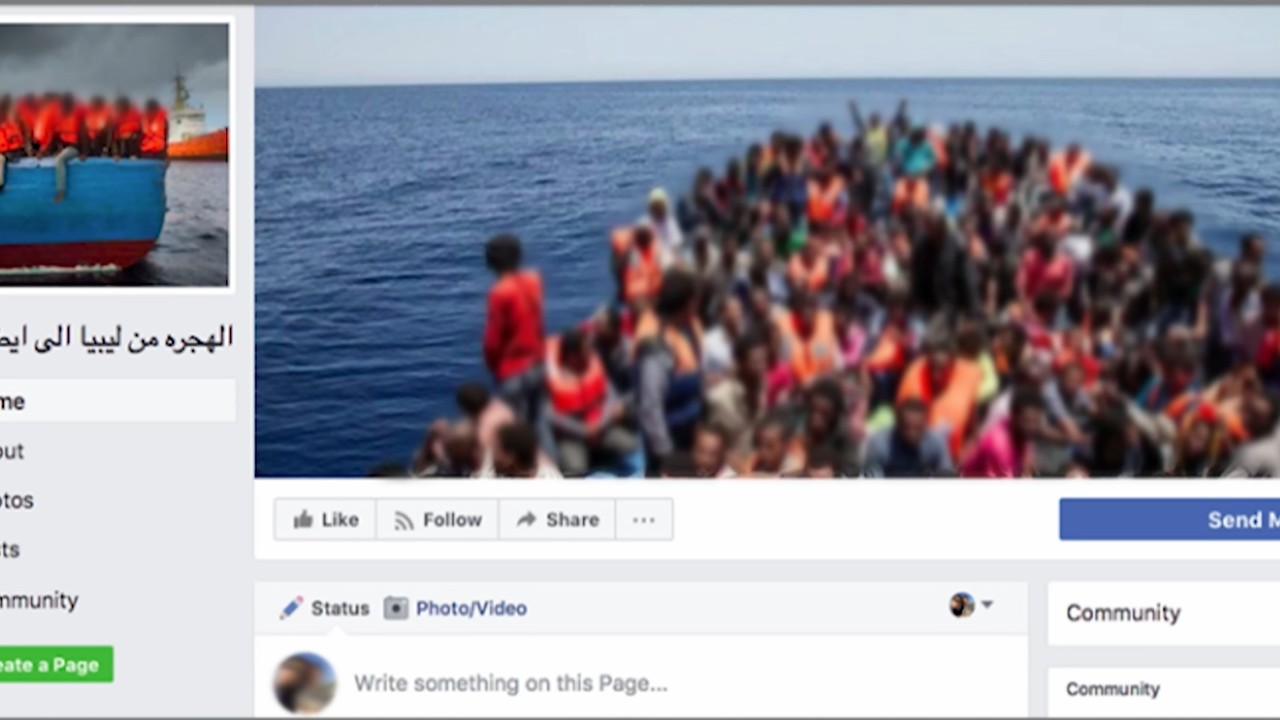 الهجره من ليبيا الى
me
out
otos
ts
mmunity
eate a Page
Like Follow Share ...
Send M
Status Photo/Video
Write something on this Page...
Community
Community